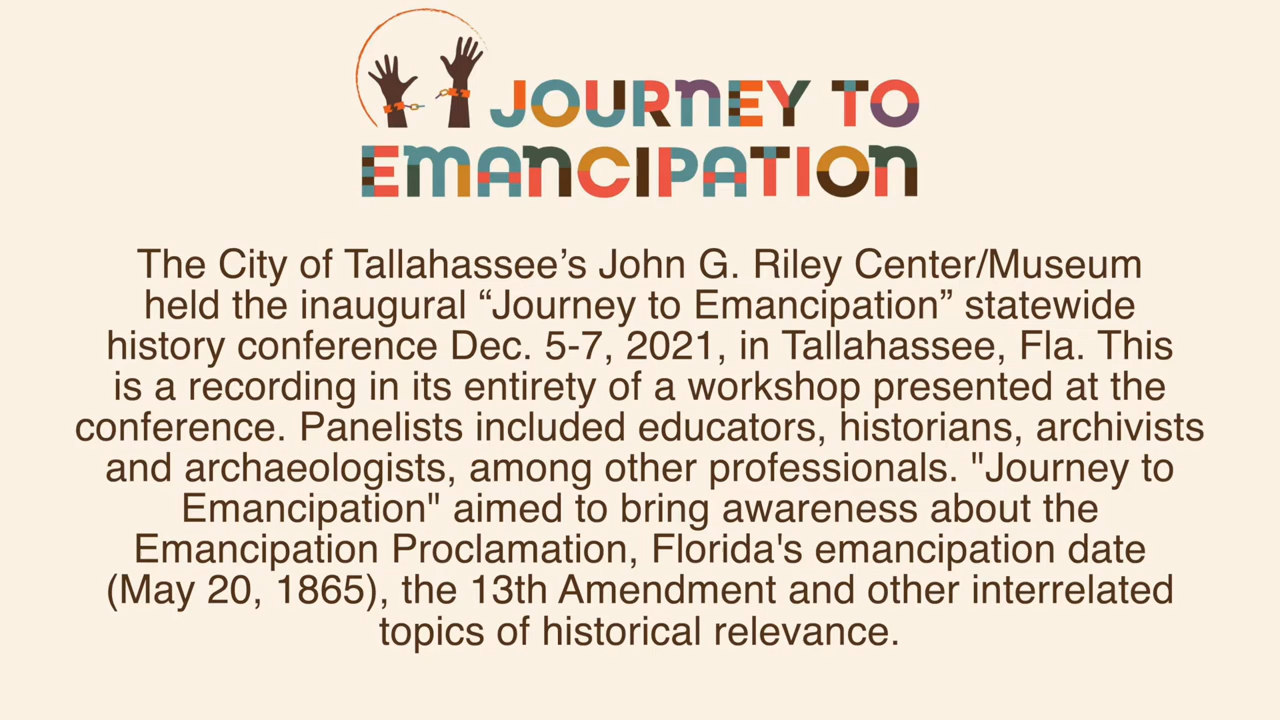 JOURNEY TO
EMANCIPATION
The City of Tallahassee’s John G. Riley Center/Museum
held the inaugural “Journey to Emancipation” statewide
history conference Dec. 5-7, 2021, in Tallahassee, Fla. This
is a recording in its entirety of a workshop presented at the
conference. Panelists included educators, historians, archivists
and archaeologists, among other professionals. "Journey to
Emancipation" aimed to bring awareness about the
Emancipation Proclamation, Florida's emancipation date
(May 20, 1865), the 13th Amendment and other interrelated
topics of historical relevance.